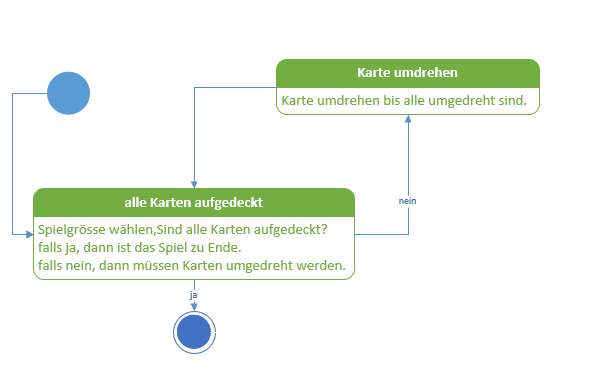 Karte umdrehen
Karte umdrehen bis alle umgedreht sind.
alle Karten aufgedeckt
Spielgrösse wählen,Sind alle Karten aufgedeckt?
falls ja, dann ist das Spiel zu Ende.
falls nein, dann müssen Karten umgedreht werden.
nein
ja